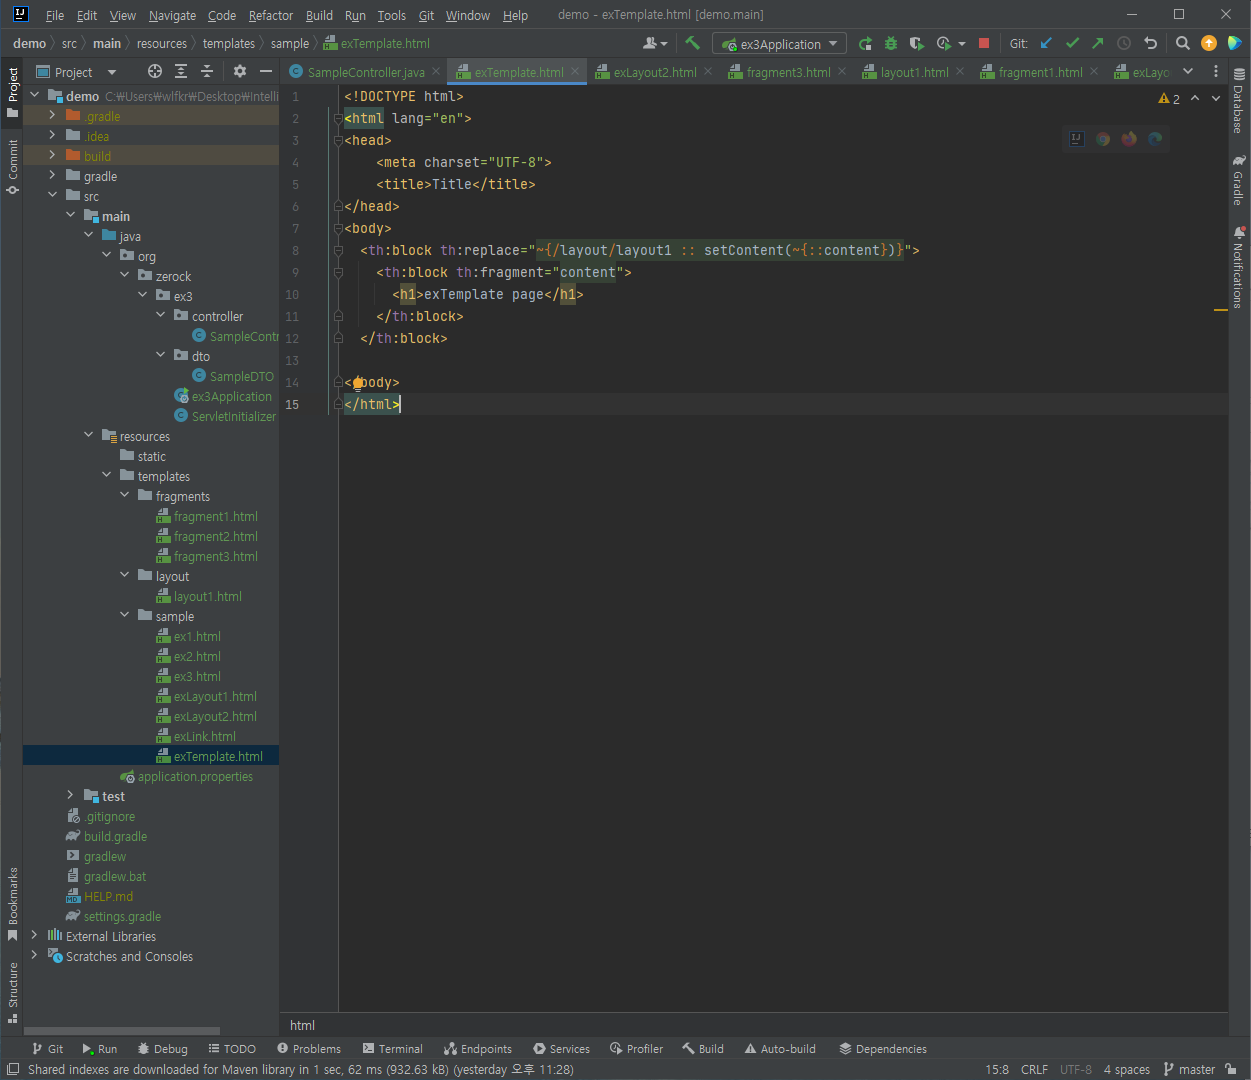 File Edit View Navigate Code Refactor Build Run Tools Git Window Help demo - exTemplate.html [demo.main]
demo src main resources templates sample exTemplate.html ex3Application Git:
Project SampleController.java exTemplate.html exLayout2.html fragment3.html layout1.html fragment1.html exLayo
demo C:₩Users₩wlfkr₩Desktop₩Intelli
.gradle
.idea
build
gradle
src
main
java
org
zerock
ex3
controller
SampleContr
dto
SampleDTO
ex3Application
ServletInitializer
resources
static
templates
fragments
fragment1.html
fragment2.html
fragment3.html
layout
layout1.html
sample
ex1.html
ex2.html
ex3.html
exLayout1.html
exLayout2.html
exLink.html
exTemplate.html
application.properties
test
.gitignore
build.gradle
gradlew
gradlew.bat
HELP.md
settings.gradle
External Libraries
Scratches and Consoles
Project
Commit
Bookmarks
Structure
1 <!DOCTYPE html>
2 <html lang="en">
3 <head>
4 <meta charset="UTF-8">
5 <title>Title</title>
6 </head>
7 <body>
8 <th:block th:replace="~{/layout/layout1 :: setContent(~{::content})}">
9 <th:block th:fragment="content">
10 <h1>exTemplate page</h1>
11 </th:block>
12 </th:block>
13
14 <body>
15 </html>
2
Database
Gradle
Notifications
html
Git Run Debug TODO Problems Terminal Endpoints Services Profiler Build Auto-build Dependencies
Shared indexes are downloaded for Maven library in 1 sec, 62 ms (932.63 kB) (yesterday 오후 11:28) 15:8 CRLF UTF-8 4 spaces master